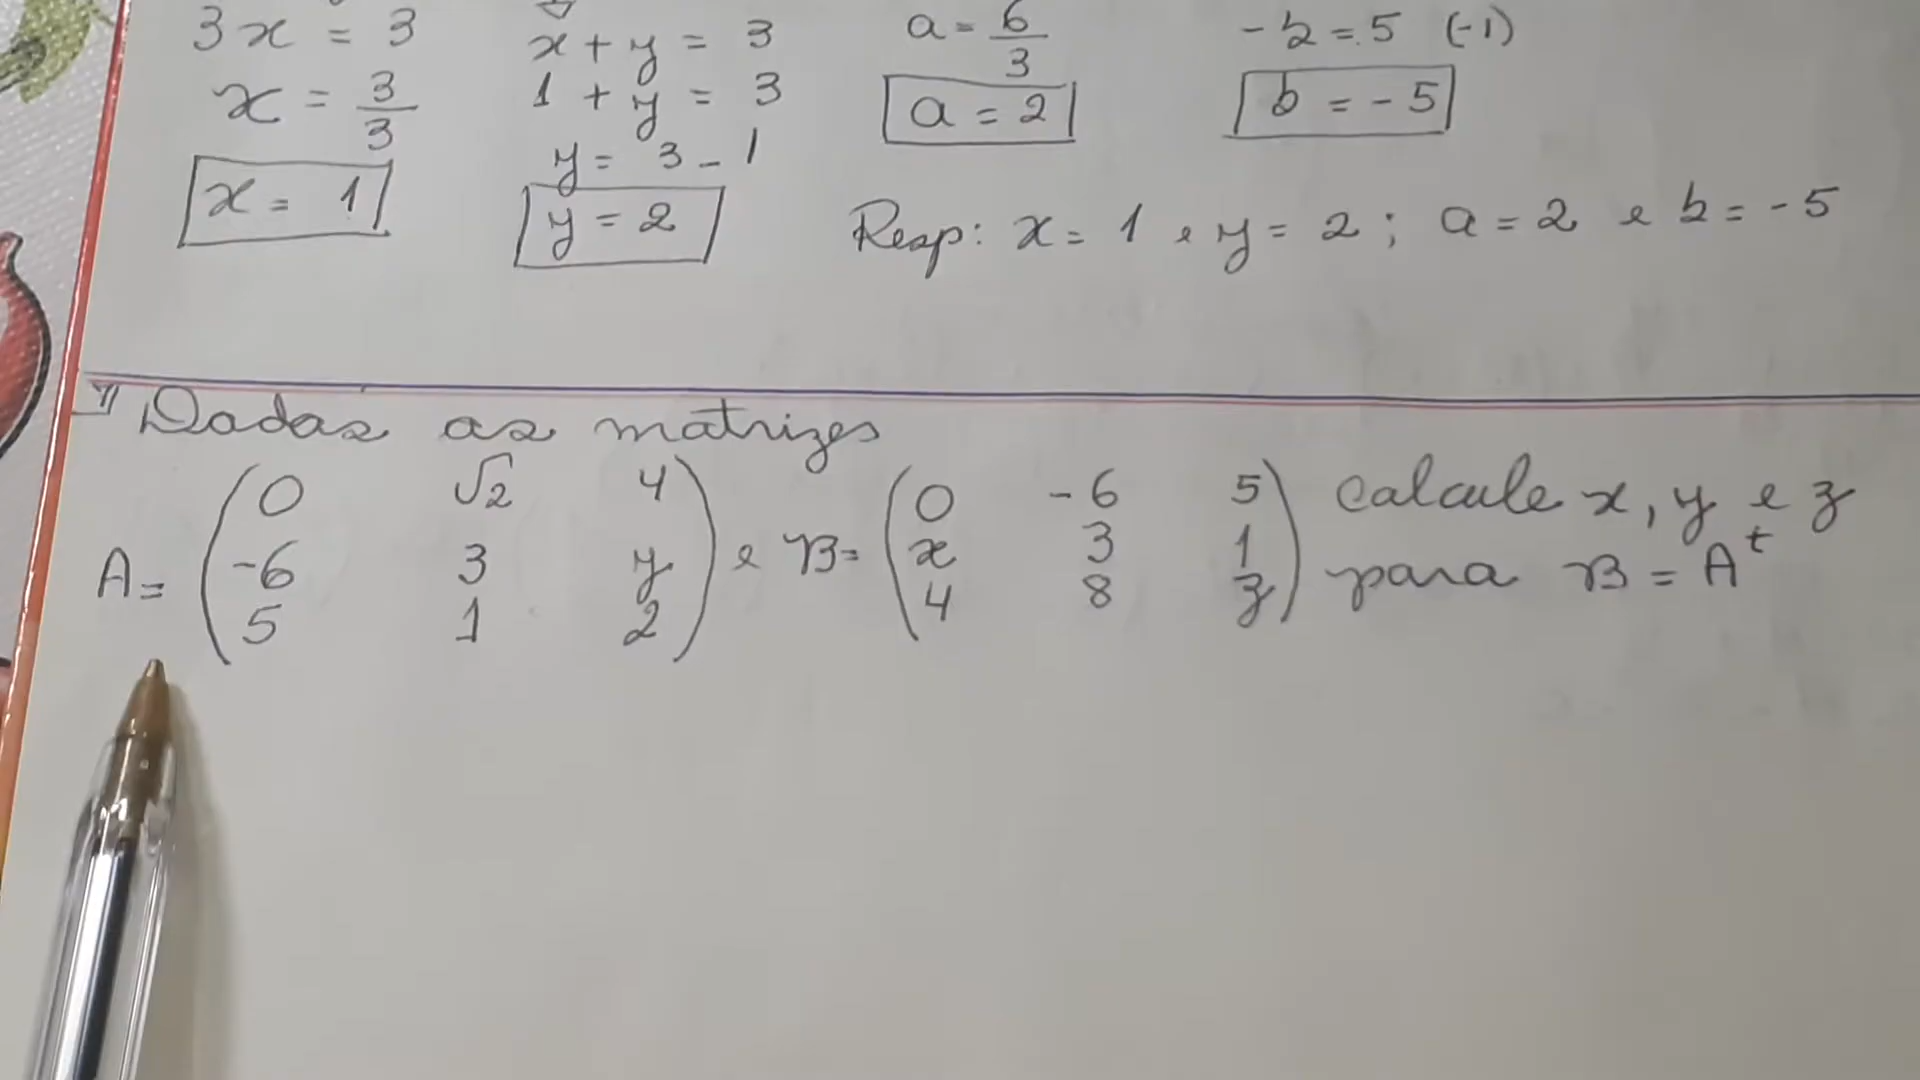 3x = 3
x = 3/3
x = 1
x + y = 3
1 + y = 3
y = 3 - 1
y = 2
a = 6/3
a = 2
-b = 5 (-1)
b = -5
Resp: x = 1 e y = 2; a = 2 e b = -5
Dadas as matrizes
A = (0 √2 4
-6 3 y
5 1 2) e B = (0 -6 5
x 3 1
4 8 z) calcule x, y e z
para B = A^t